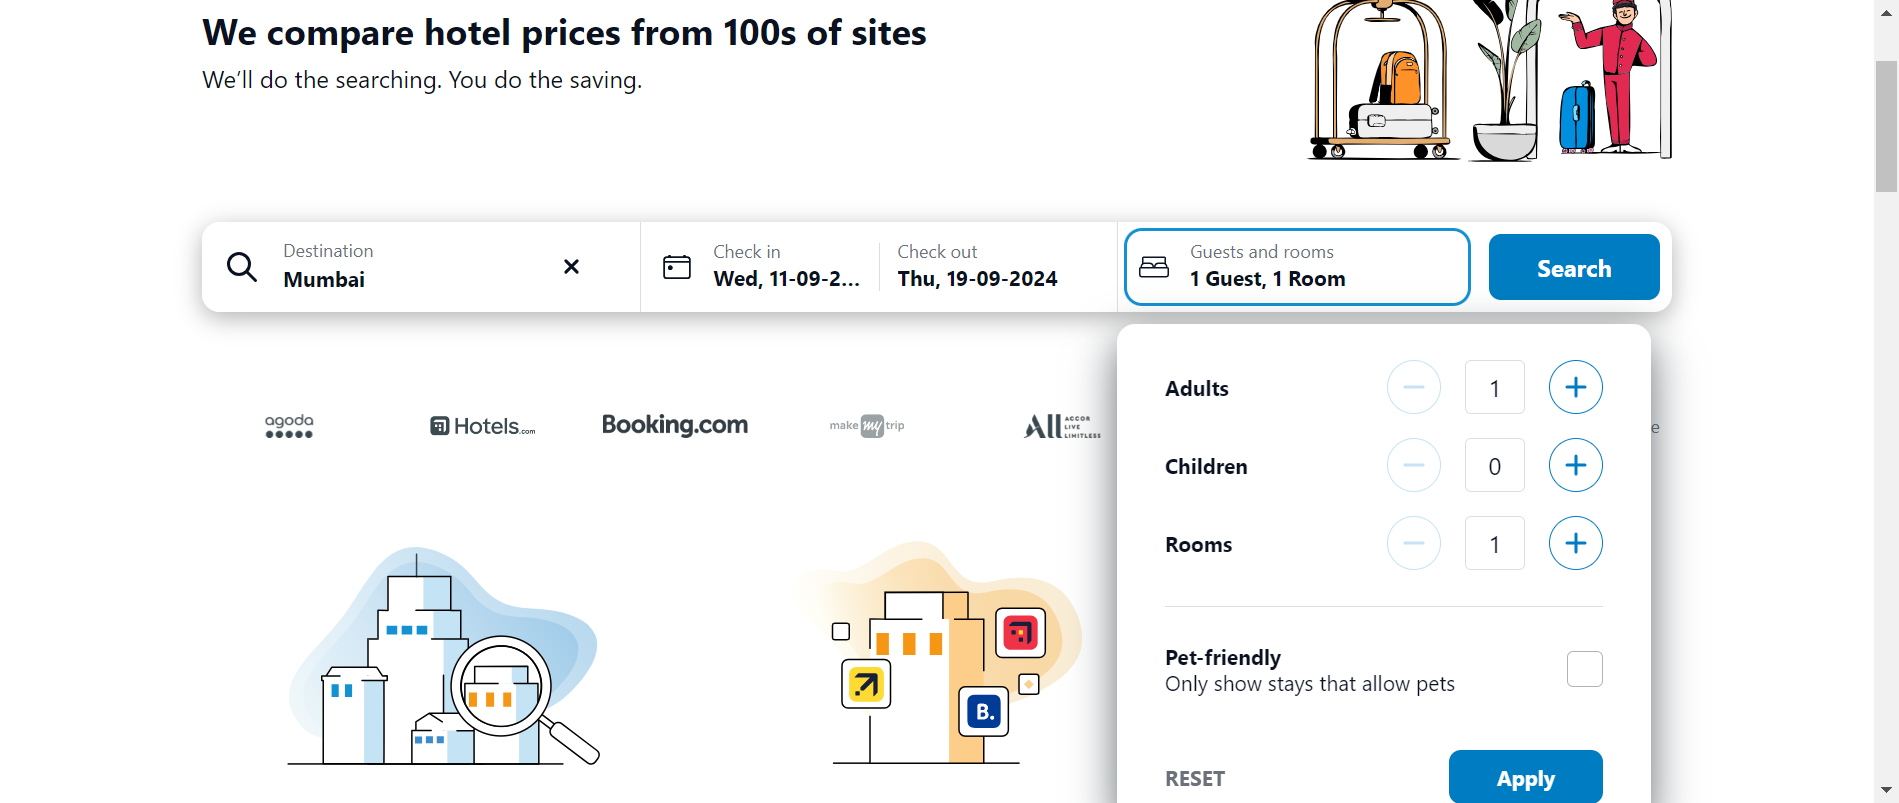 We compare hotel prices from 100s of sites
We'll do the searching. You do the saving.
Destination
Mumbai
Check in
Wed, 11-09-2...
Check out
Thu, 19-09-2024
Guests and rooms
1 Guest, 1 Room
Search
agoda
Hotels.com
Booking.com
make my trip
All ACCOR LIVE LIMITLESS
e
Adults
1
Children
0
Rooms
1
Pet-friendly
Only show stays that allow pets
B.
RESET
Apply